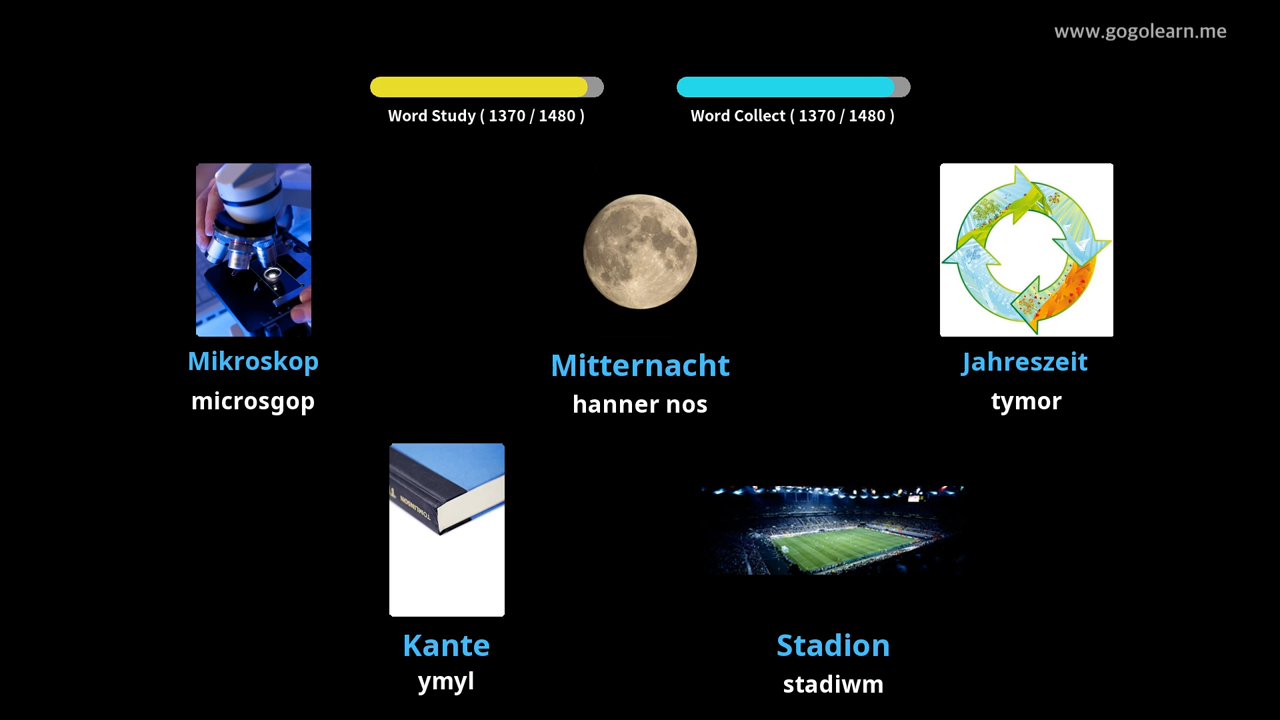 www.gogolearn.me
Word Study ( 1370 / 1480 )
Word Collect ( 1370 / 1480 )
Mikroskop
microsgop
Mitternacht
hanner nos
Jahreszeit
tymor
TOMLINSON
Kante
ymyl
Stadion
stadiwm